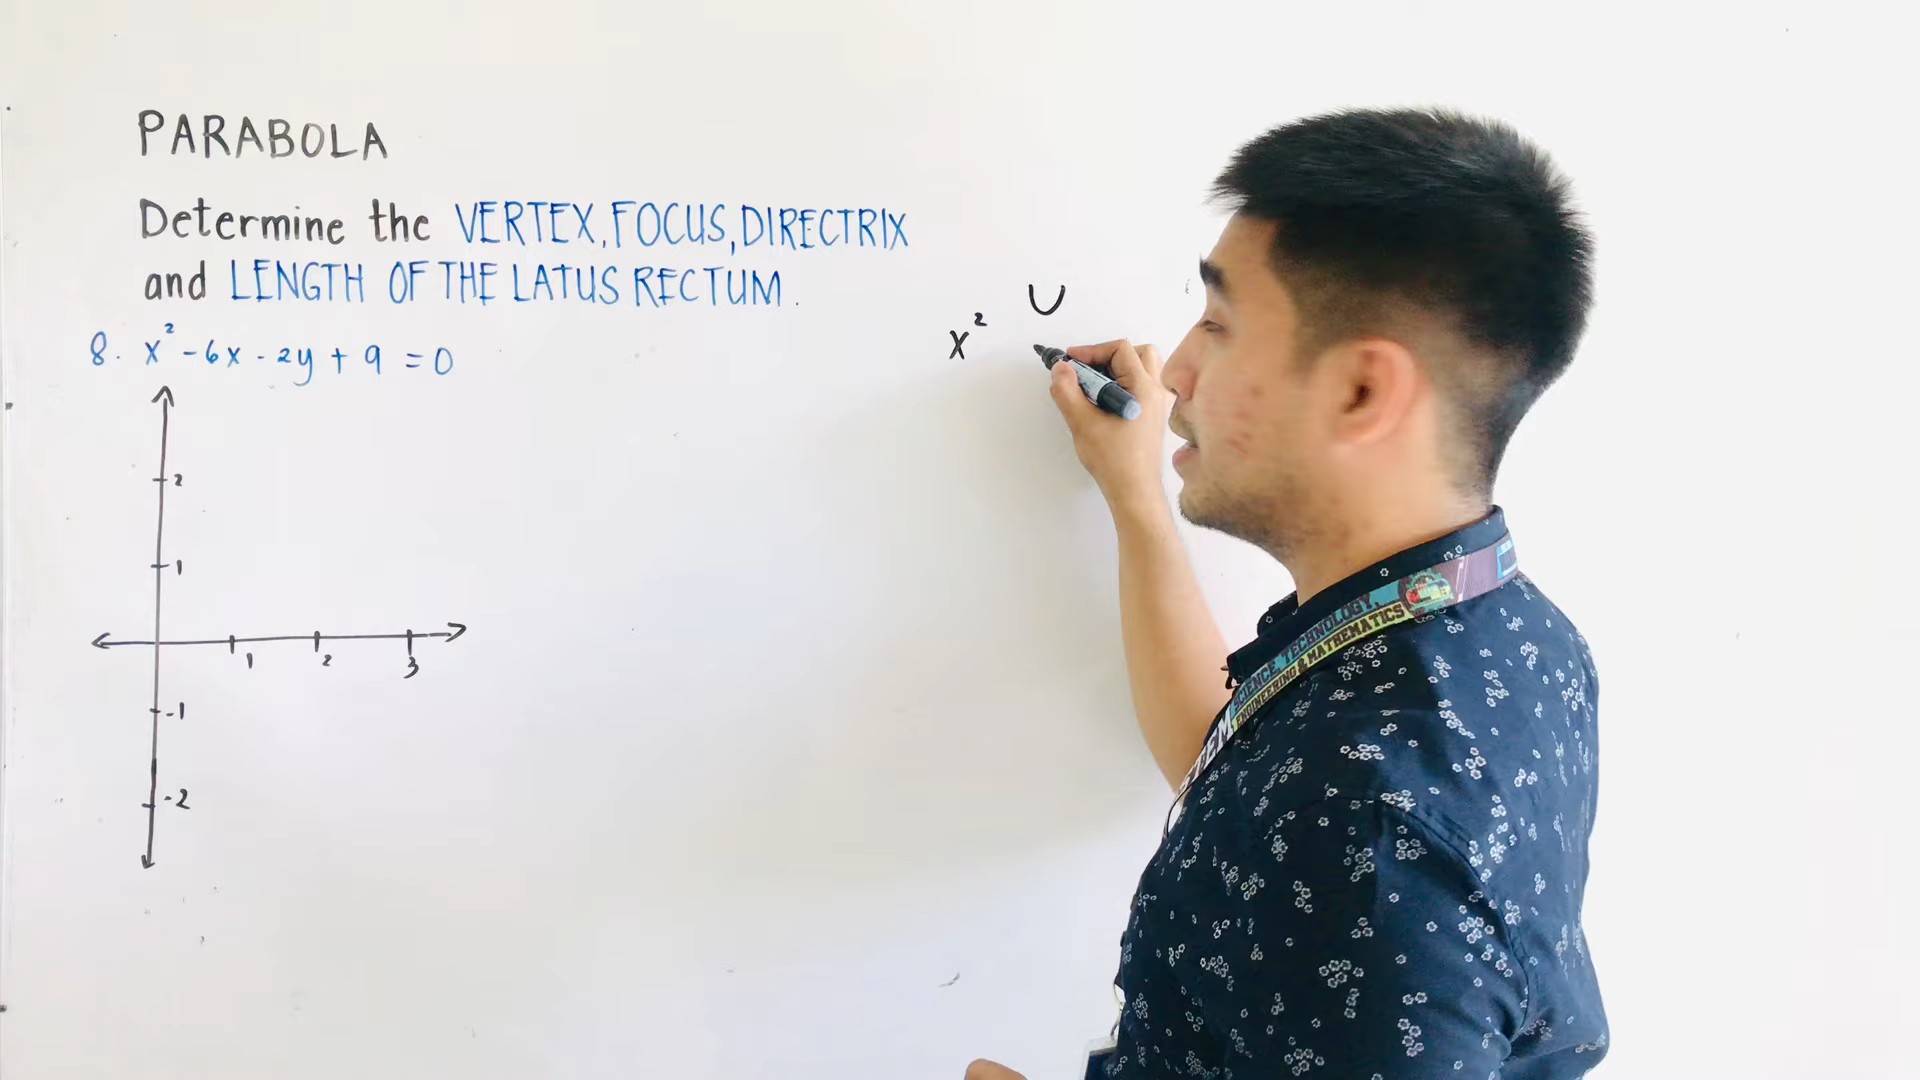 PARABOLA
Determine the VERTEX, FOCUS, DIRECTRIX
and LENGTH OF THE LATUS RECTUM.
8. x² - 6x - 2y + 9 = 0
2
1
1 2 3
-1
-2
x² ∪
SCIENCE, TECHNOLOGY,
ENGINEERING & MATHEMATICS
STEM